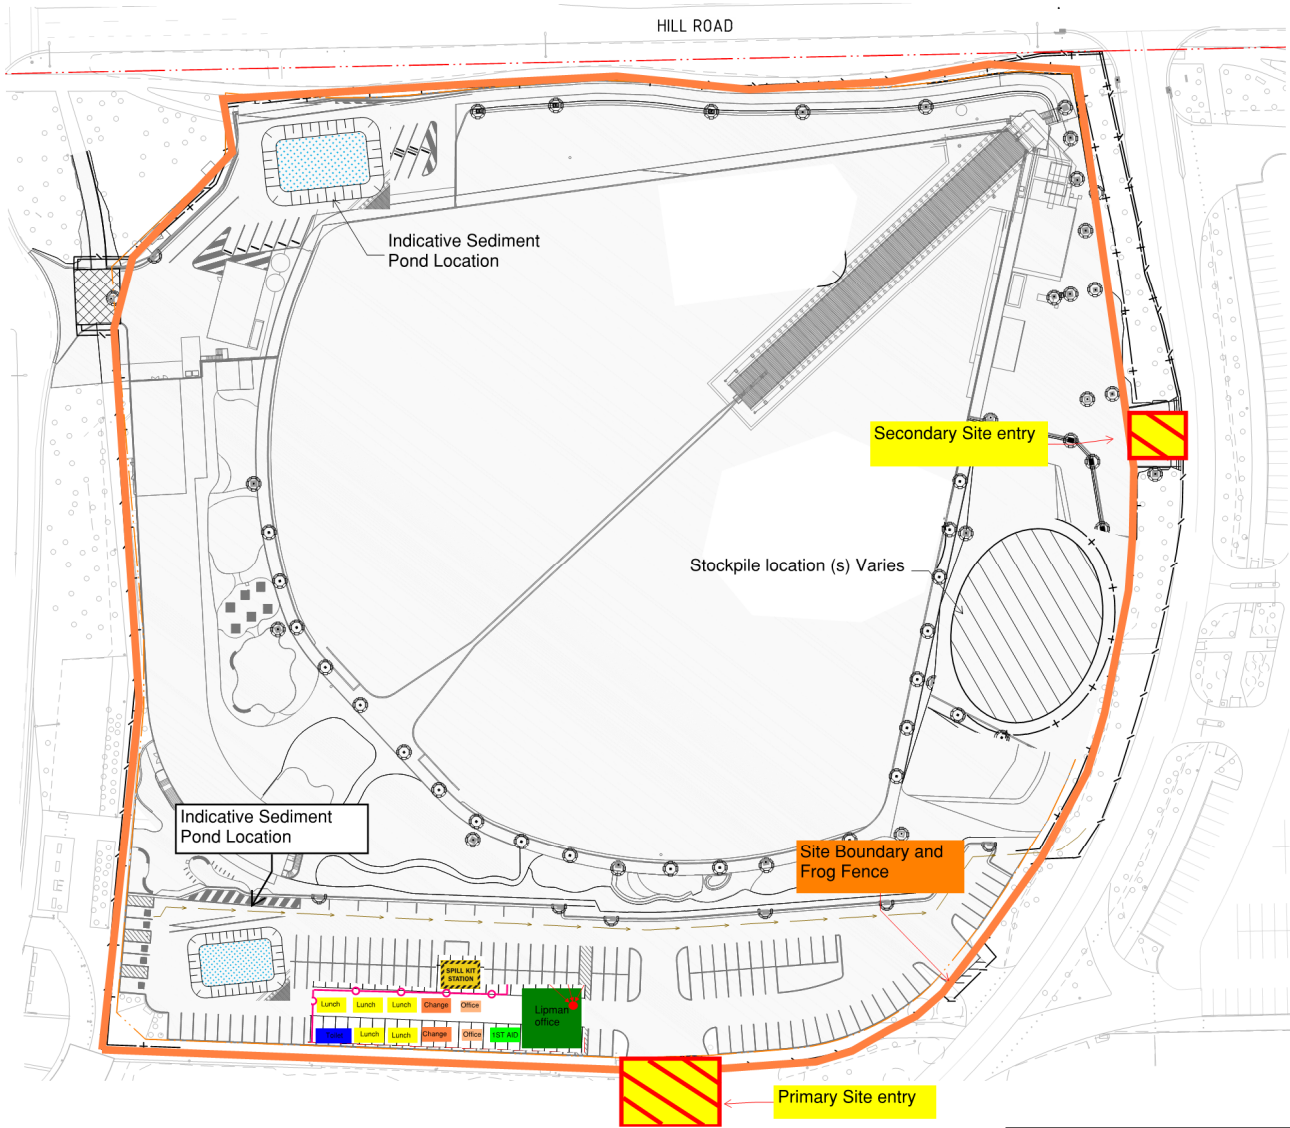 HILL ROAD
Indicative Sediment
Pond Location
Secondary Site entry
Stockpile location (s) Varies
Indicative Sediment
Pond Location
Site Boundary and
Frog Fence
SPILL KIT
STATION
Lunch
Lunch
Lunch
Change
Office
Lipman
office
Lunch
Lunch
Change
Office
1ST AID
Primary Site entry